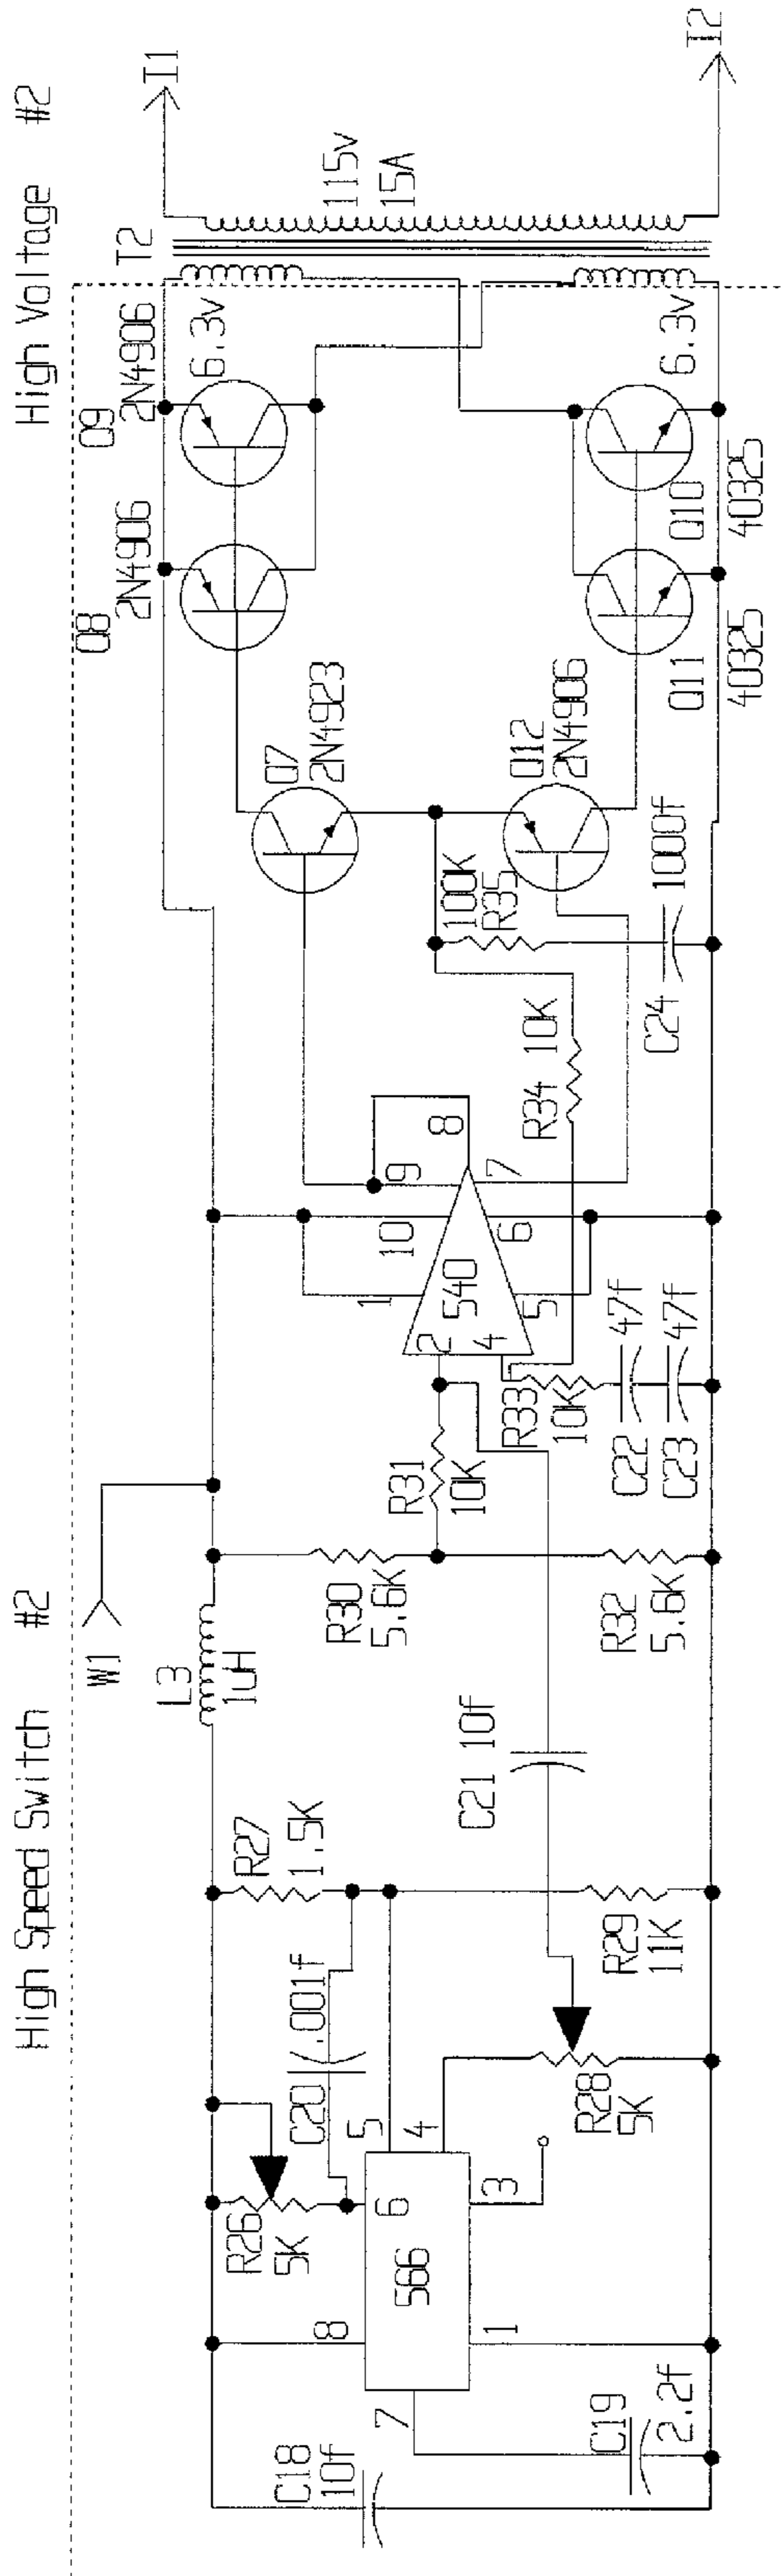 High Speed Switch #2
High Voltage #2
W1
08
2N4906
09
2N4906
T2
I1
L3
1UH
R26
5K
R27
1.5K
C18
10f
C20
.001f
8
6
5
4
7
566
3
1
R30
5.6K
R31
10K
1
10
9
8
2
540
4
5
6
7
07
2N4923
6.3v
115v
15A
C21 10f
R33
10K
R34 10K
100K
R35
Q12
2N4906
C19
2.2f
R28
5K
R29
11K
R32
5.6K
C22 47f
C23 47f
C24 1000f
Q11
40325
Q10
40325
6.3v
I2